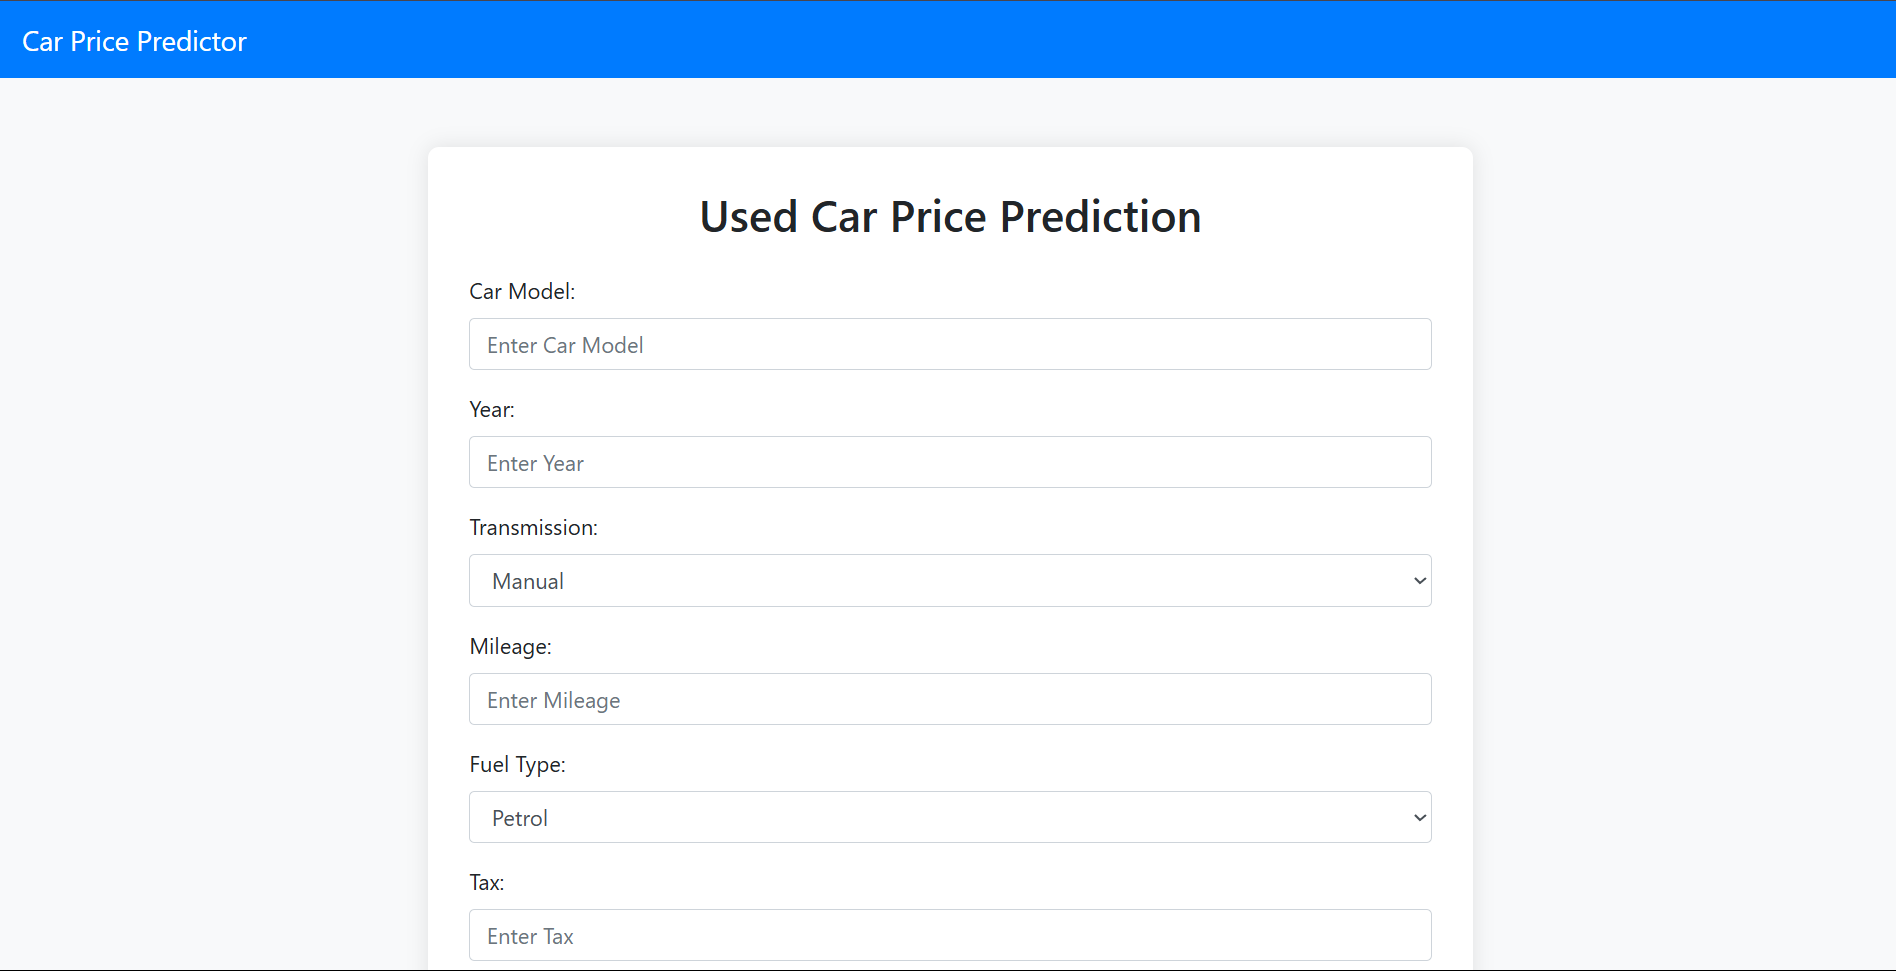 Car Price Predictor
Used Car Price Prediction
Car Model:
Enter Car Model
Year:
Enter Year
Transmission:
Manual
Mileage:
Enter Mileage
Fuel Type:
Petrol
Tax:
Enter Tax